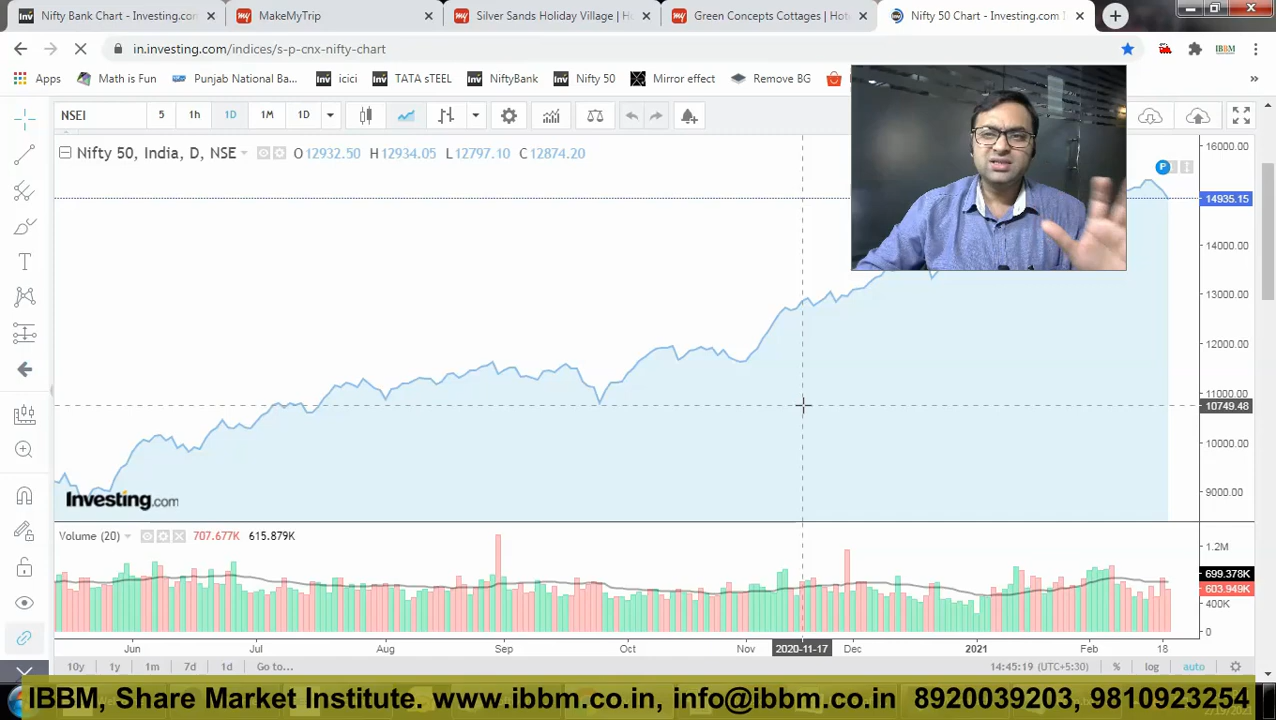 Nifty Bank Chart - Investing.com
MakeMyTrip
Silver Sands Holiday Village | Ho
Green Concepts Cottages | Hot
Nifty 50 Chart - Investing.com I
in.investing.com/indices/s-p-cnx-nifty-chart
IBBM
Apps
Math is Fun
Punjab National Ba...
icici
TATA sTEEL
NiftyBank
Nifty 50
Mirror effect
Remove BG
NSEI
5
1h
1D
1M
1D
Nifty 50, India, D, NSE
O12932.50 H12934.05 L12797.10 C12874.20
P
16000.00
14935.15
14000.00
13000.00
12000.00
11000.00
10749.48
10000.00
9000.00
Investing.com
Volume (20)
707.677K 615.879K
1.2M
699.378K
603.949K
400K
0
Jun Jul Aug Sep Oct Nov 2020-11-17 Dec 2021 Feb 18
10y 1y 1m 7d 1d Go to...
14:45:19 (UTC+5:30) % log auto
IBBM, Share Market Institute. www.ibbm.co.in, info@ibbm.co.in 8920039203, 9810923254